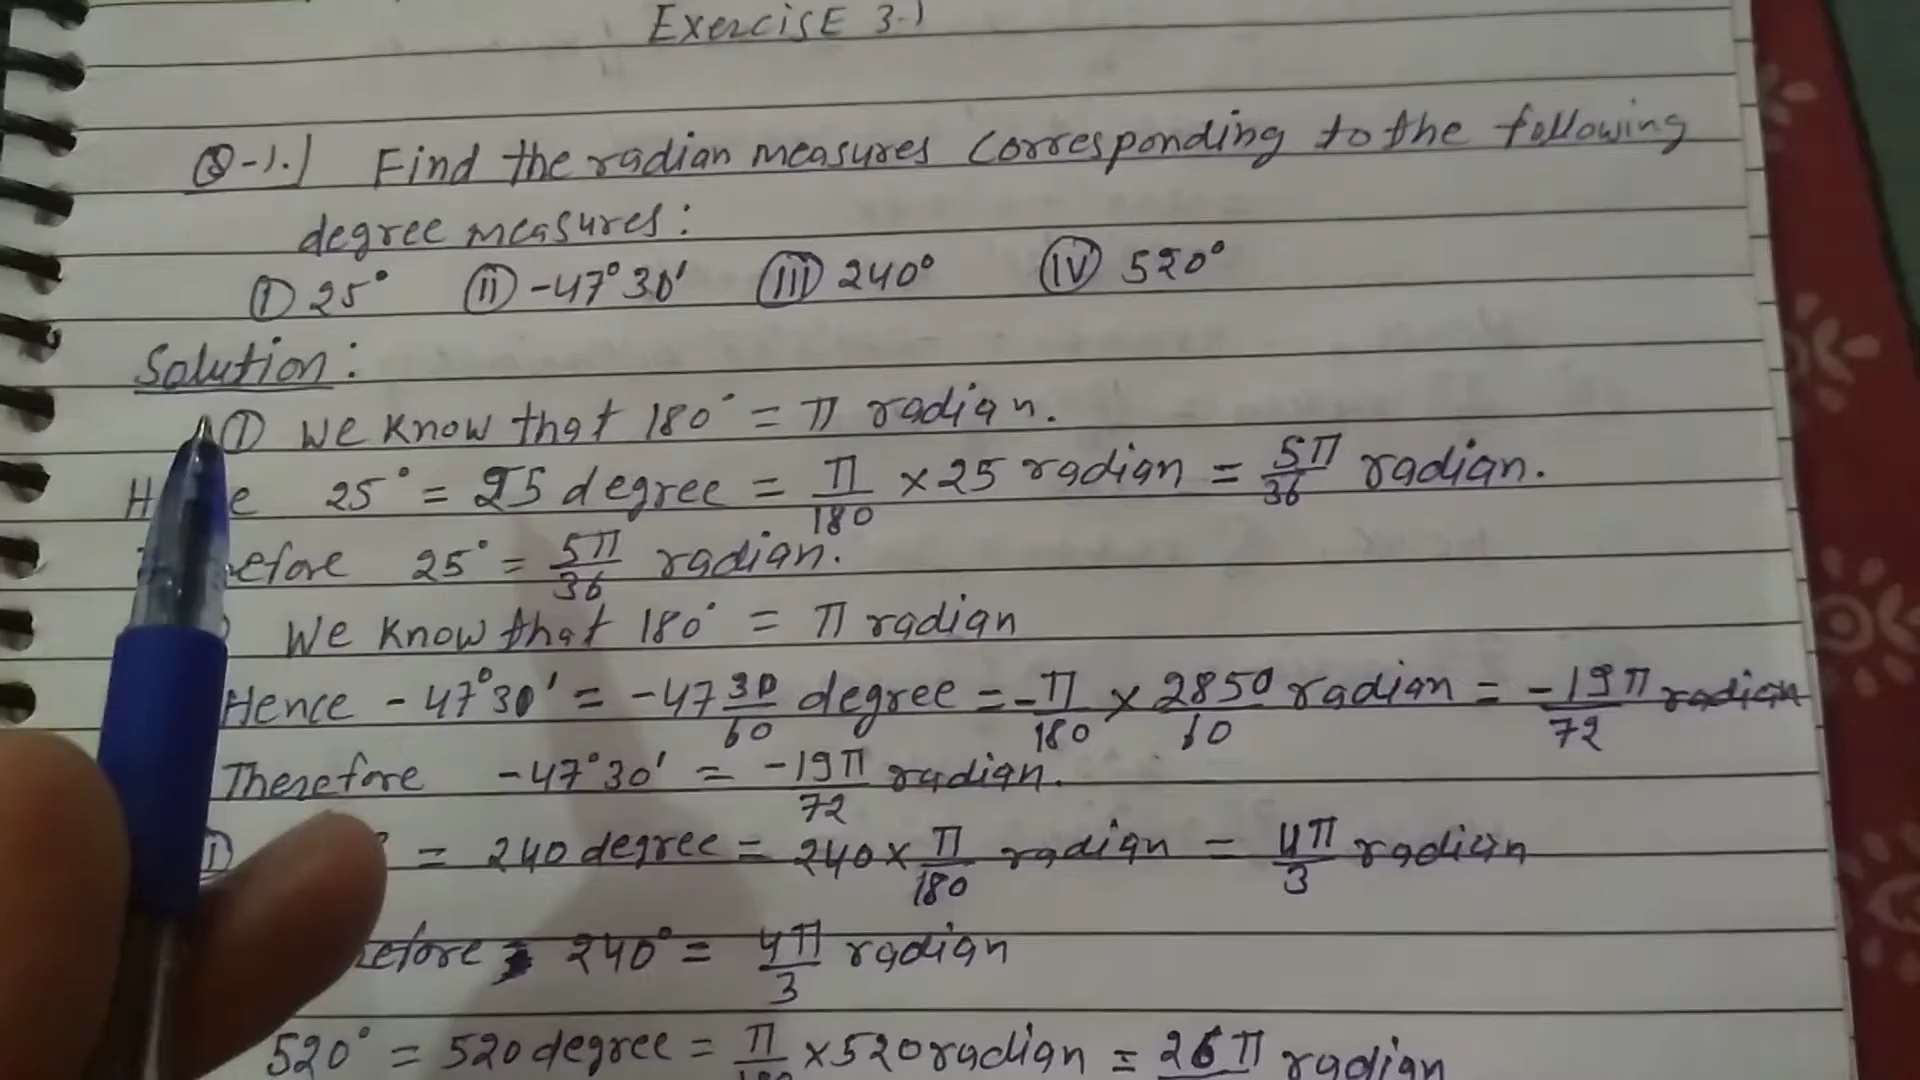 Exercise 3.1
Q-1.) Find the radian measures corresponding to the following
degree measures:
(I) 25° (II) -47°30' (III) 240° (IV) 520°
Solution:
(I) We know that 180° = π radian.
25° = 25 degree = π/180 × 25 radian = 5π/36 radian.
25° = 5π/36 radian.
We know that 180° = π radian
Hence -47°30' = -47 30/60 degree = -π/180 × 2850/60 radian = -19π/72 radian
Therefore -47°30' = -19π/72 radian.
= 240 degree = 240 × π/180 radian = 4π/3 radian
240° = 4π/3 radian
520° = 520 degree = π/180 × 520 radian = 26π radian